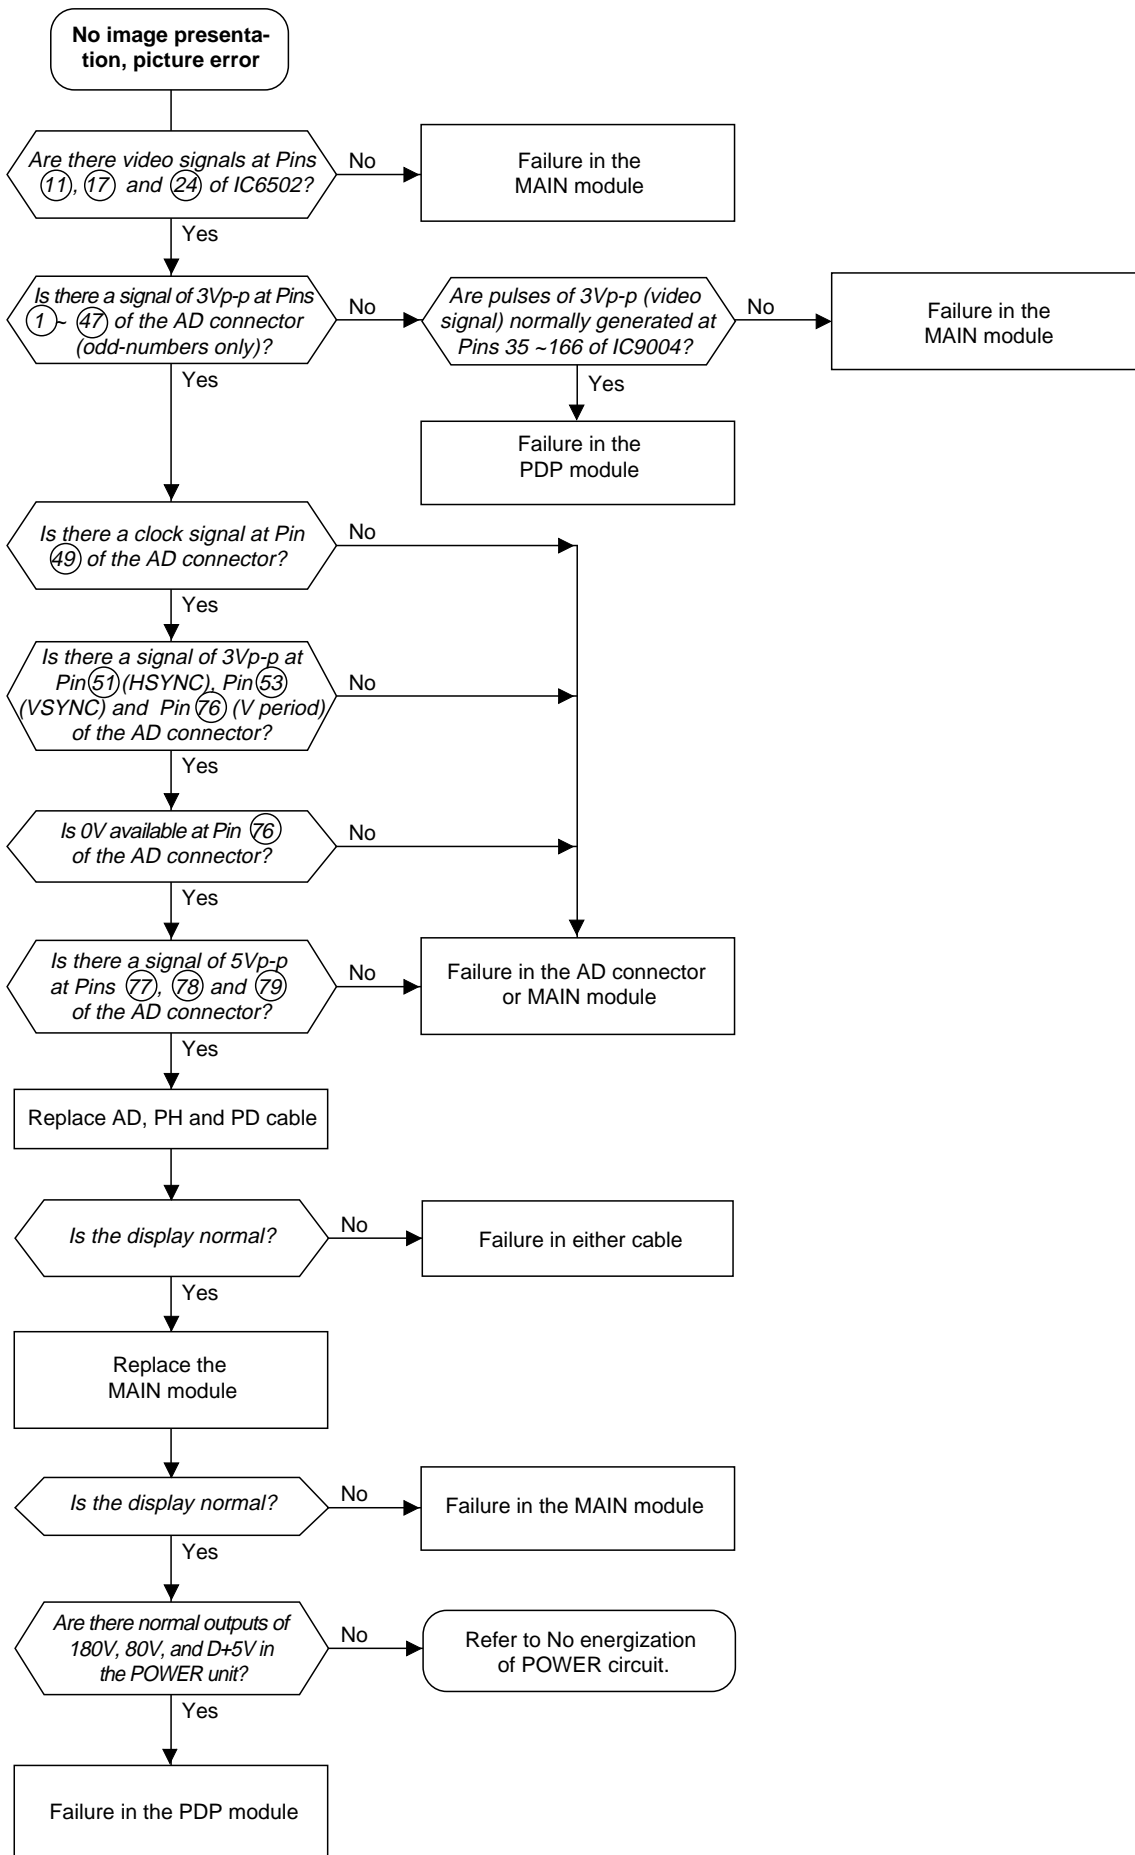 No image presenta-
tion, picture error
Are there video signals at Pins
11, 17 and 24 of IC6502?
No
Failure in the
MAIN module
Yes
Is there a signal of 3Vp-p at Pins
1 ~ 47 of the AD connector
(odd-numbers only)?
No
Are pulses of 3Vp-p (video
signal) normally generated at
Pins 35 ~166 of IC9004?
No
Failure in the
MAIN module
Yes
Yes
Failure in the
PDP module
Is there a clock signal at Pin
49 of the AD connector?
No
Yes
Is there a signal of 3Vp-p at
Pin 51 (HSYNC), Pin 53
(VSYNC) and Pin 76 (V period)
of the AD connector?
No
Yes
Is 0V available at Pin 76
of the AD connector?
No
Yes
Is there a signal of 5Vp-p
at Pins 77, 78 and 79
of the AD connector?
No
Failure in the AD connector
or MAIN module
Yes
Replace AD, PH and PD cable
Is the display normal?
No
Failure in either cable
Yes
Replace the
MAIN module
Is the display normal?
No
Failure in the MAIN module
Yes
Are there normal outputs of
180V, 80V, and D+5V in
the POWER unit?
No
Refer to No energization
of POWER circuit.
Yes
Failure in the PDP module